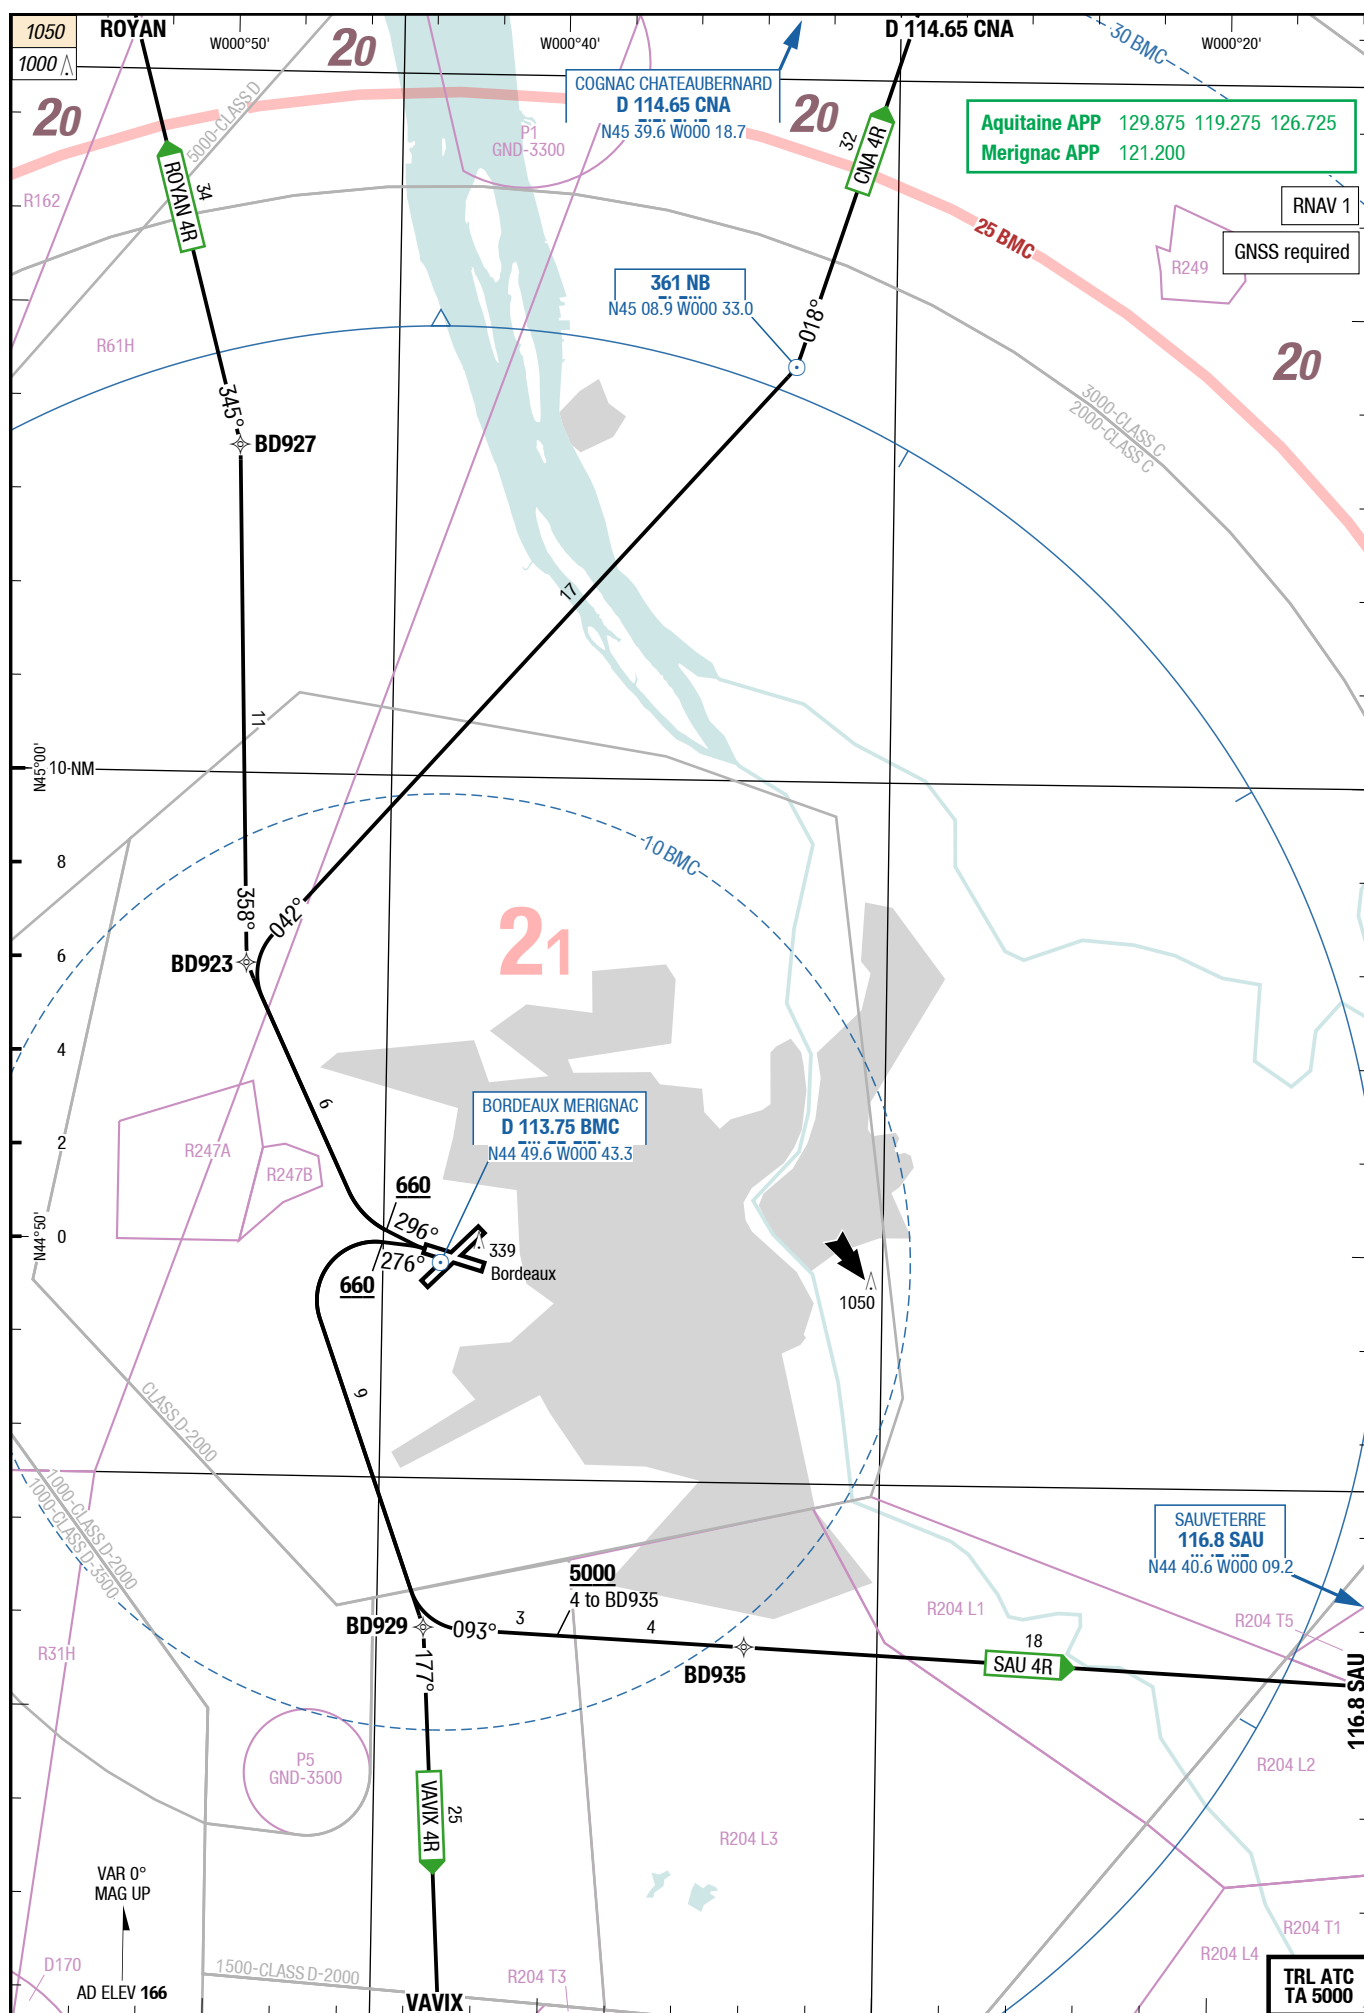 1050
ROYAN
W000°50'
20
W000°40'
D 114.65 CNA
W000°20'
30 BMC
1000
20
5000-CLASS D
COGNAC CHATEAUBERNARD
D 114.65 CNA
N45 39.6 W000 18.7
20
P1
GND-3300
32
CNA 4R
Aquitaine APP 129.875 119.275 126.725
Merignac APP 121.200
R162
ROYAN 4R
34
RNAV 1
25 BMC
GNSS required
R249
361 NB
N45 08.9 W000 33.0
018°
R61H
20
345°
BD927
3000-CLASS C
2000-CLASS C
17
11
N45°00'
10 NM
8
10 BMC
358°
042°
21
BD923
6
4
6
BORDEAUX MERIGNAC
D 113.75 BMC
N44 49.6 W000 43.3
2
R247A
R247B
660
296°
N44°50'
0
276°
339
Bordeaux
660
1050
9
CLASS D-2000
1000-CLASS D-2000
1000-CLASS D-3500
SAUVETERRE
116.8 SAU
N44 40.6 W000 09.2
5000
4 to BD935
R204 L1
R204 T5
BD929
093°
3
4
R31H
177°
BD935
18
SAU 4R
116.8 SAU
P5
GND-3500
R204 L2
VAVIX 4R
25
R204 L3
VAR 0°
MAG UP
R204 T1
R204 L4
D170
1500-CLASS D-2000
R204 T3
AD ELEV 166
VAVIX
TRL ATC
TA 5000